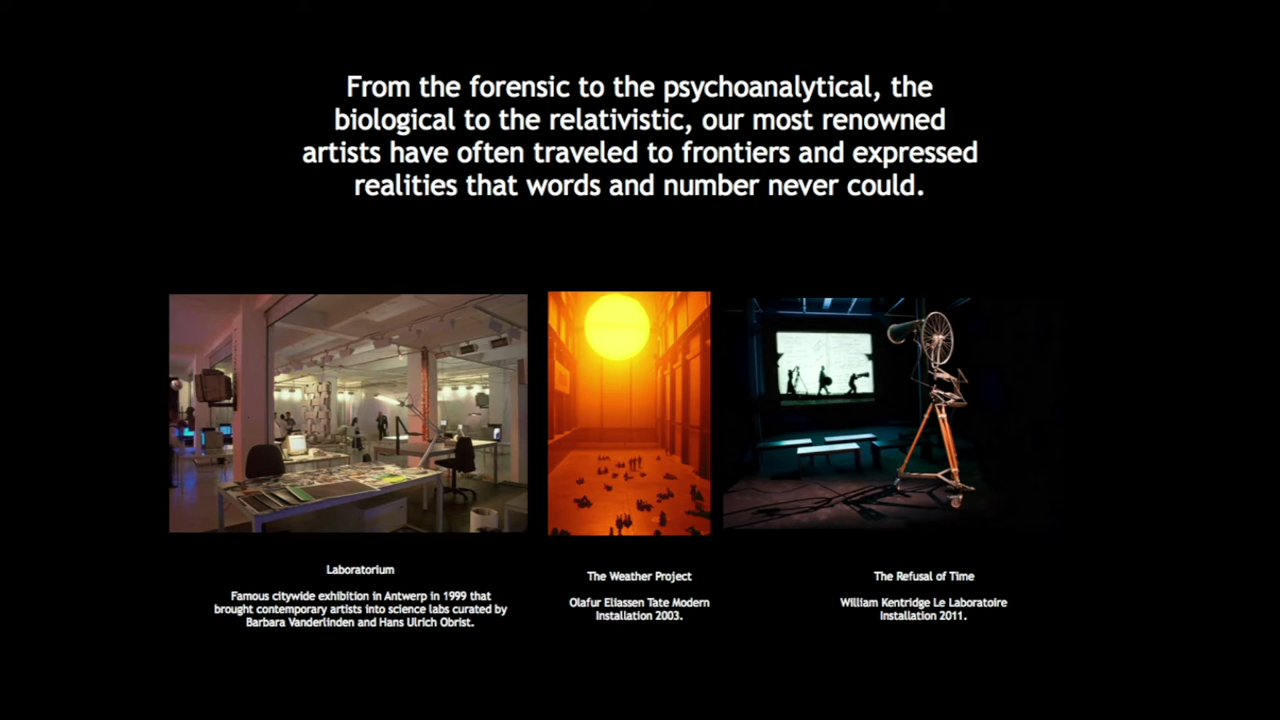 From the forensic to the psychoanalytical, the
biological to the relativistic, our most renowned
artists have often traveled to frontiers and expressed
realities that words and number never could.
Laboratorium
Famous citywide exhibition in Antwerp in 1999 that
brought contemporary artists into science labs curated by
Barbara Vanderlinden and Hans Ulrich Obrist.
The Weather Project
Olafur Eliassen Tate Modern
Installation 2003.
The Refusal of Time
William Kentridge Le Laboratoire
Installation 2011.